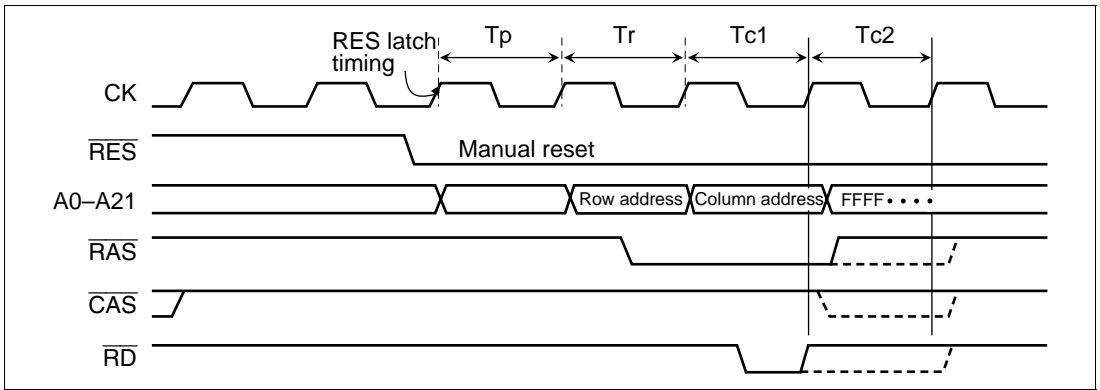 Tp Tr Tc1 Tc2
RES latch
timing
CK
RES
Manual reset
A0–A21
Row address
Column address
FFFF • • • •
RAS
CAS
RD